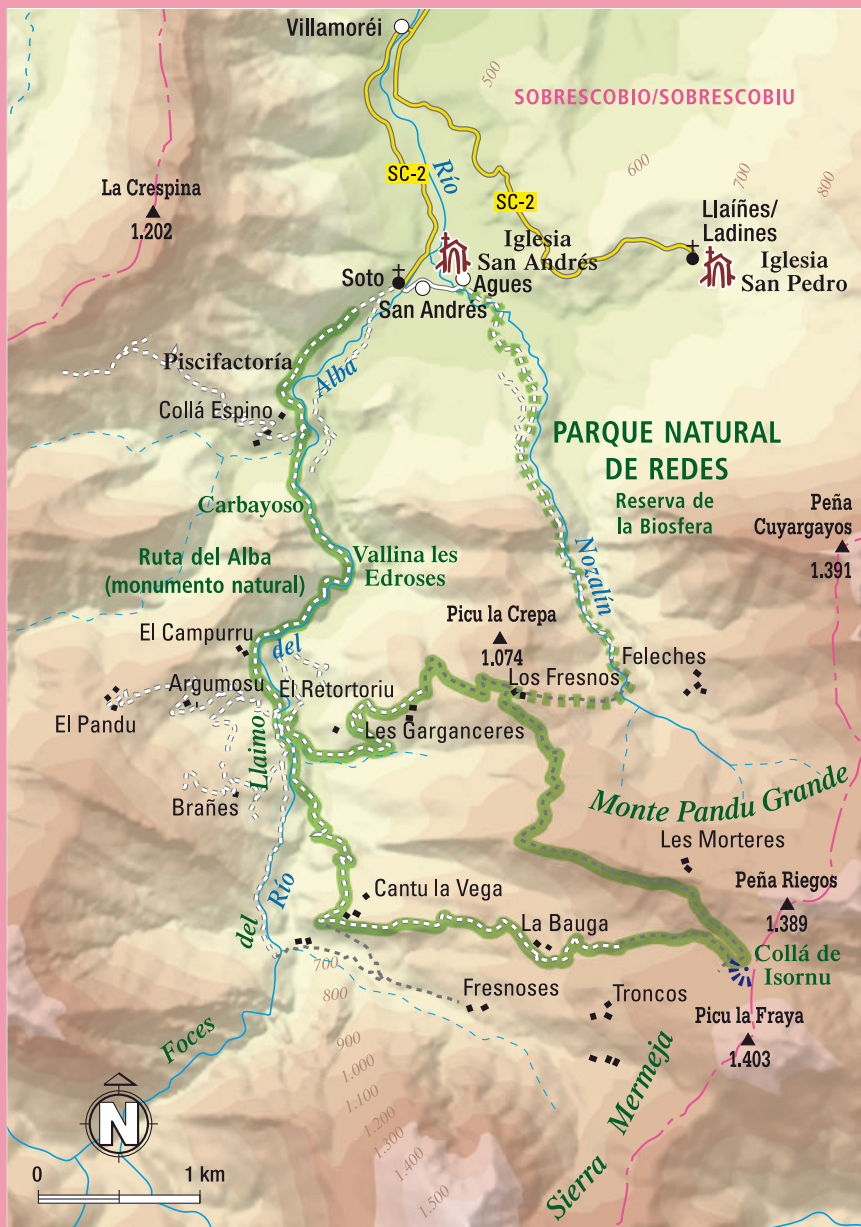 Villamoréi
500
SOBRESCOBIO/SOBRESCOBIU
Río
600
700
800
SC-2
La Crespina
1.202
SC-2
Llaíñes/
Ladines
Iglesia
San Pedro
Iglesia
San Andrés
Soto
Agues
San Andrés
Piscifactoría
Alba
Collá Espino
PARQUE NATURAL
DE REDES
Reserva de
la Biosfera
Peña
Cuyargayos
1.391
Carbayoso
Ruta del Alba
(monumento natural)
Vallina les
Edroses
Nozalín
El Campurru
del
Picu la Crepa
1.074
Feleches
Argumosu
El Retortoriu
Los Fresnos
El Pandu
Les Garganceres
Llaimo
Brañes
Monte Pandu Grande
Les Morteres
Río
Cantu la Vega
Peña Riegos
1.389
del
La Bauga
Collá de
Isornu
Fresnoses
Troncos
Picu la Fraya
1.403
Foces
700
800
900
1.000
1.100
1.200
1.300
1.400
1.500
Sierra Mermeja
N
0
1 km